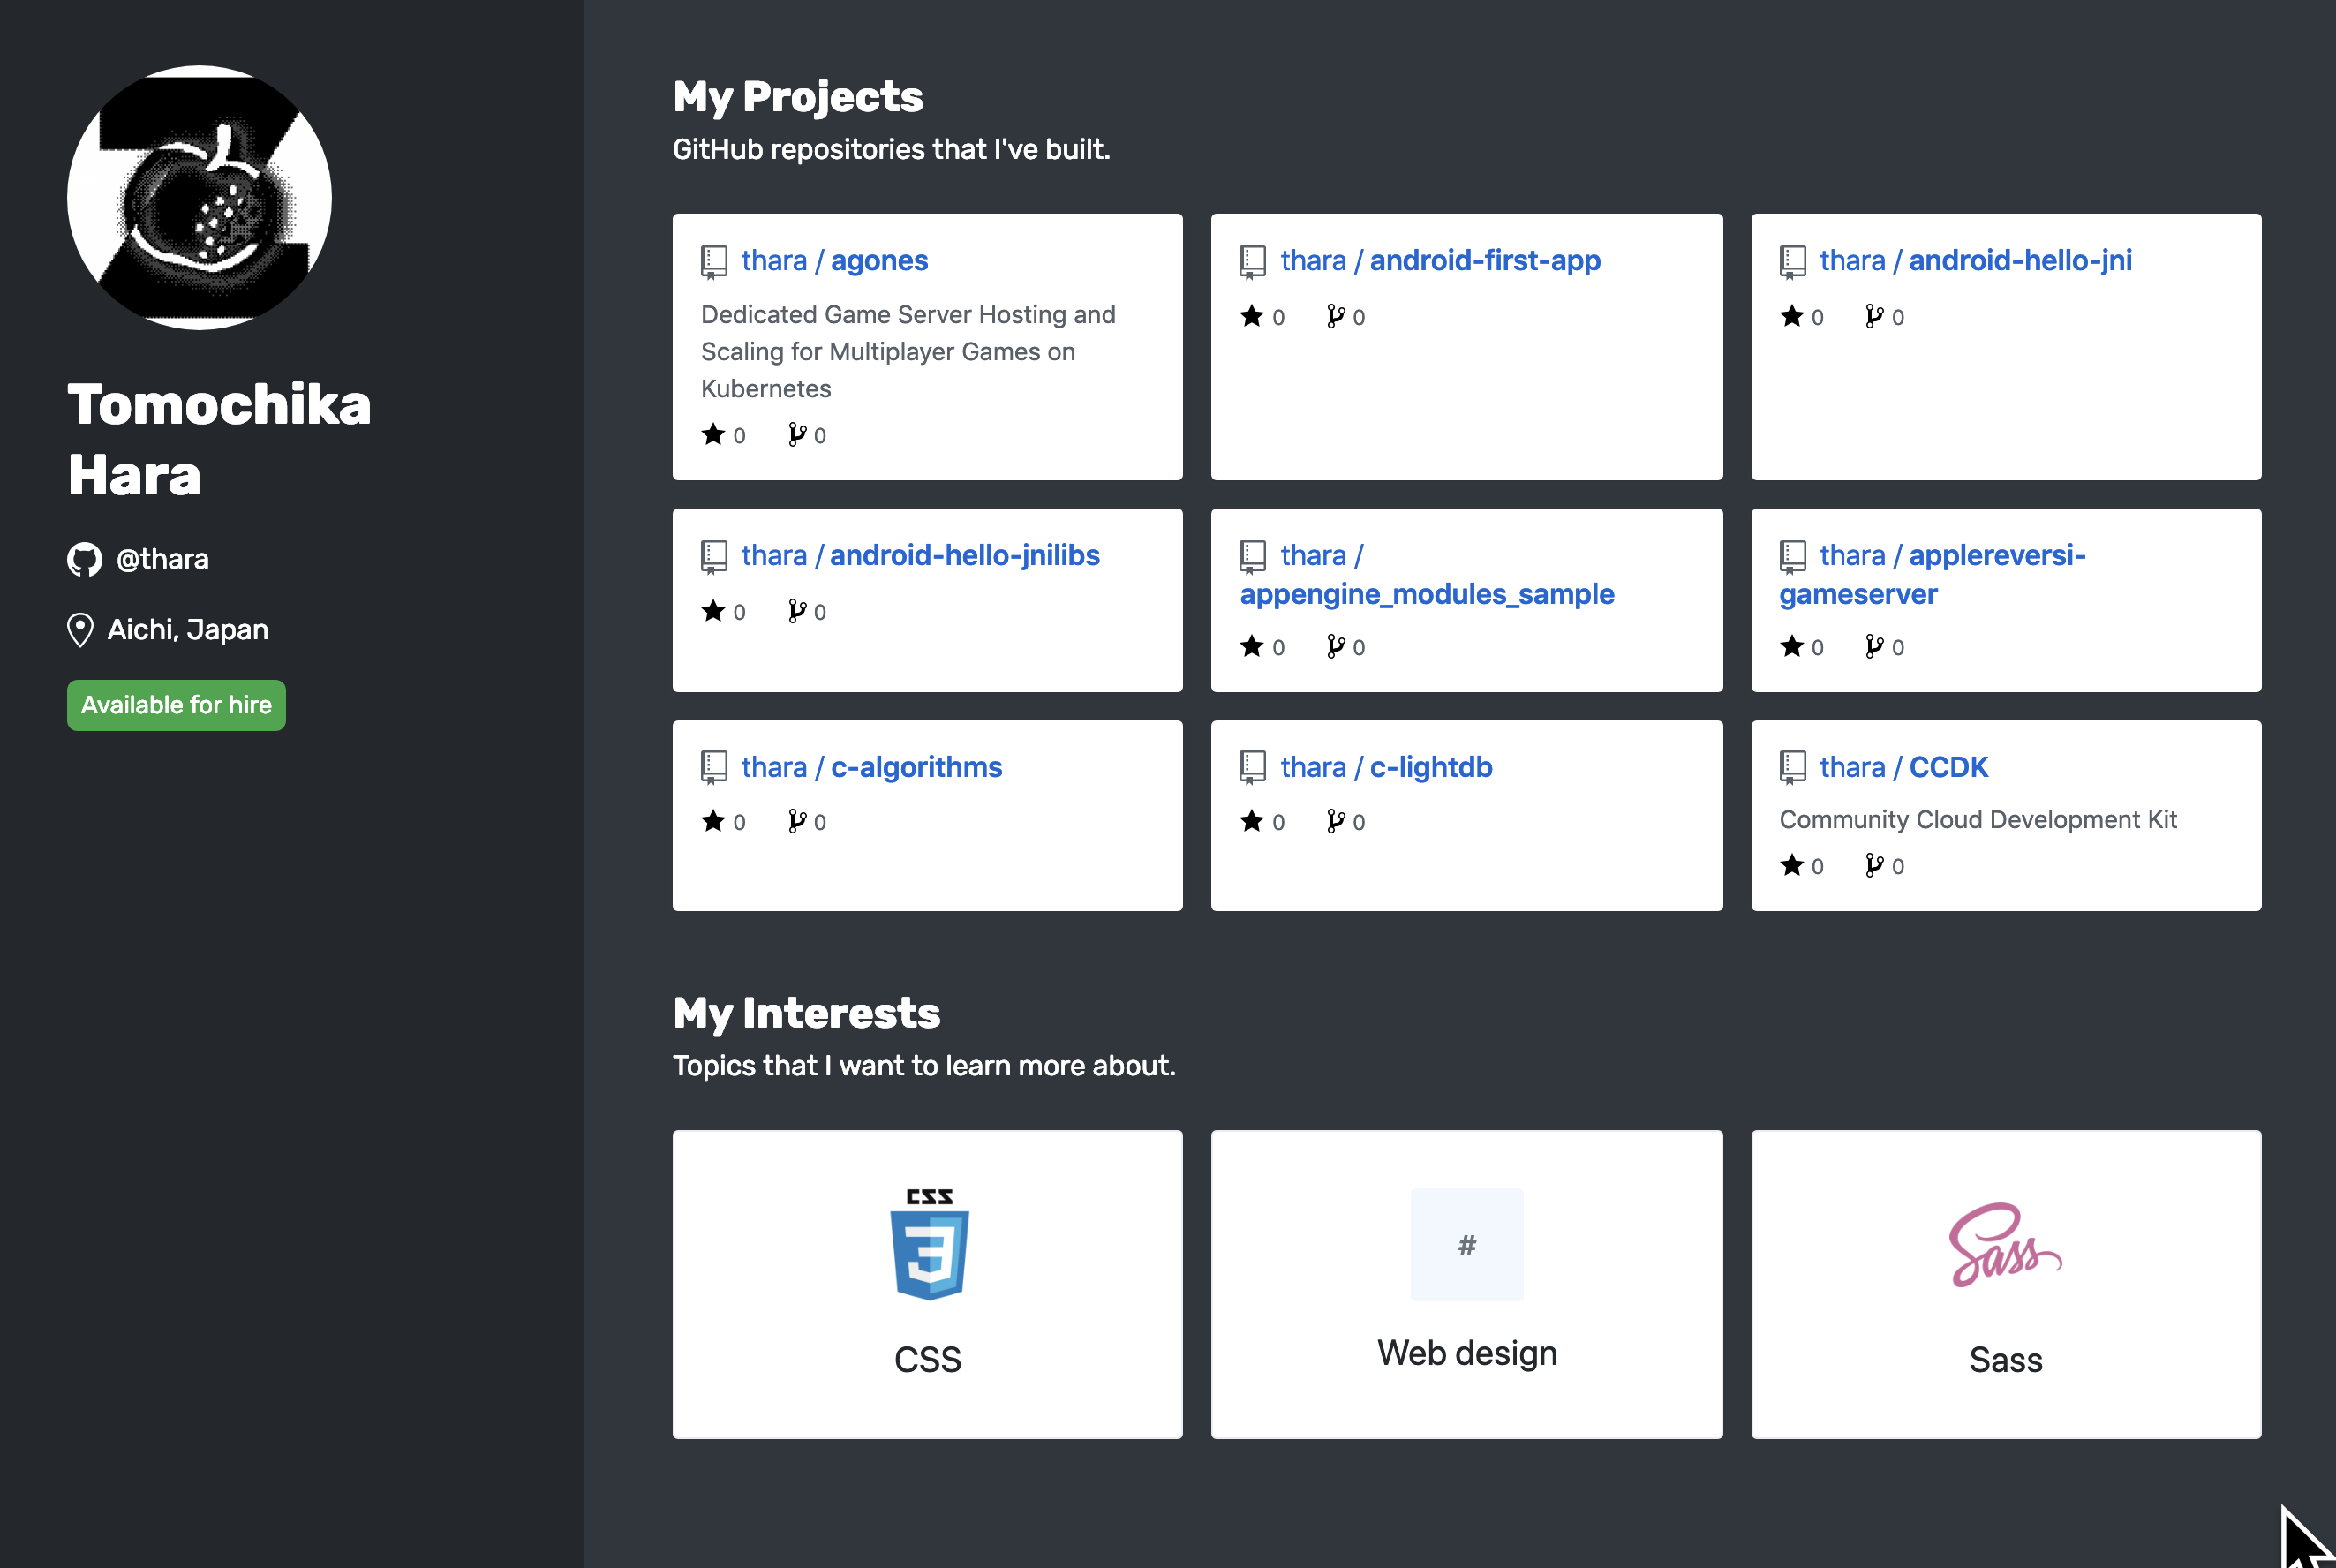 Tomochika
Hara
@thara
Aichi, Japan
Available for hire
My Projects
GitHub repositories that I've built.
thara / agones
Dedicated Game Server Hosting and
Scaling for Multiplayer Games on
Kubernetes
0 0
thara / android-first-app
0 0
thara / android-hello-jni
0 0
thara / android-hello-jnilibs
0 0
thara /
appengine_modules_sample
0 0
thara / applereversi-
gameserver
0 0
thara / c-algorithms
0 0
thara / c-lightdb
0 0
thara / CCDK
Community Cloud Development Kit
0 0
My Interests
Topics that I want to learn more about.
CSS
3
CSS
#
Web design
Sass
Sass